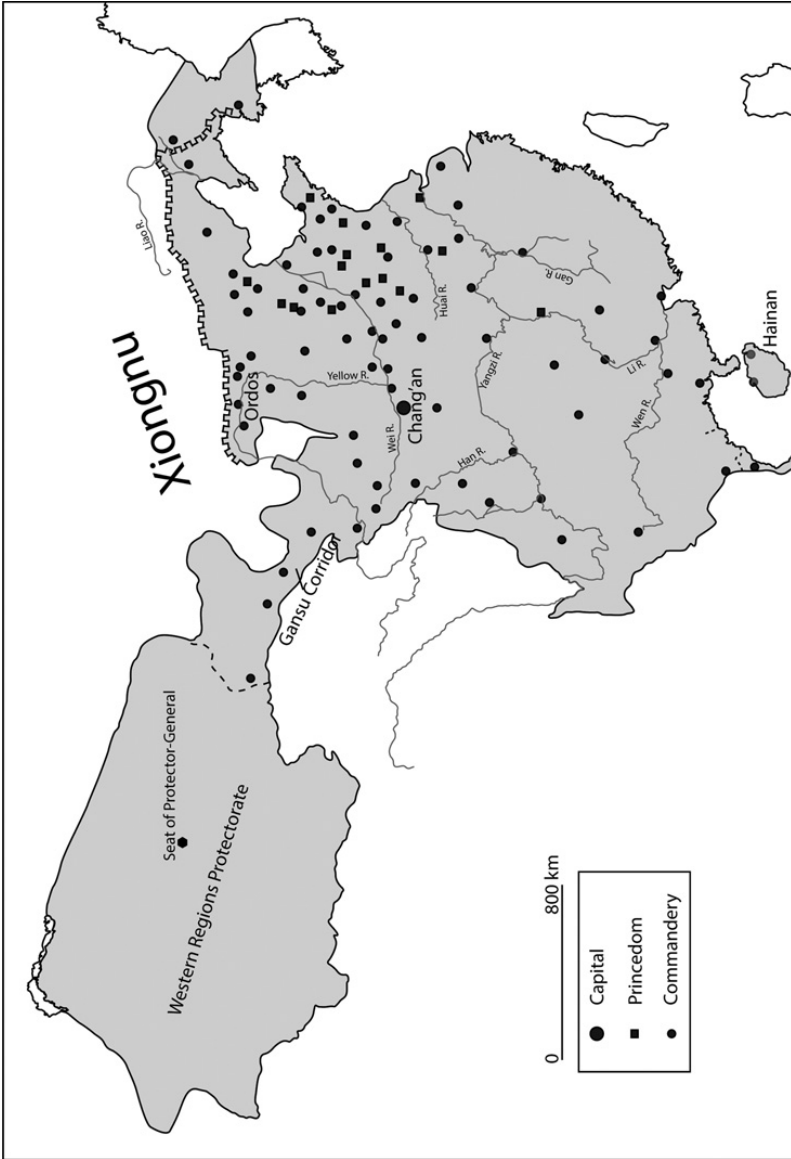 Xiongnu
Liao R.
Ordos
Yellow R.
Wei R.
Chang'an
Huai R.
Han R.
Yangzi R.
Gan R.
Li R.
Wen R.
Hainan
Gansu Corridor
Seat of Protector-General
Western Regions Protectorate
0 800 km
Capital
Princedom
Commandery